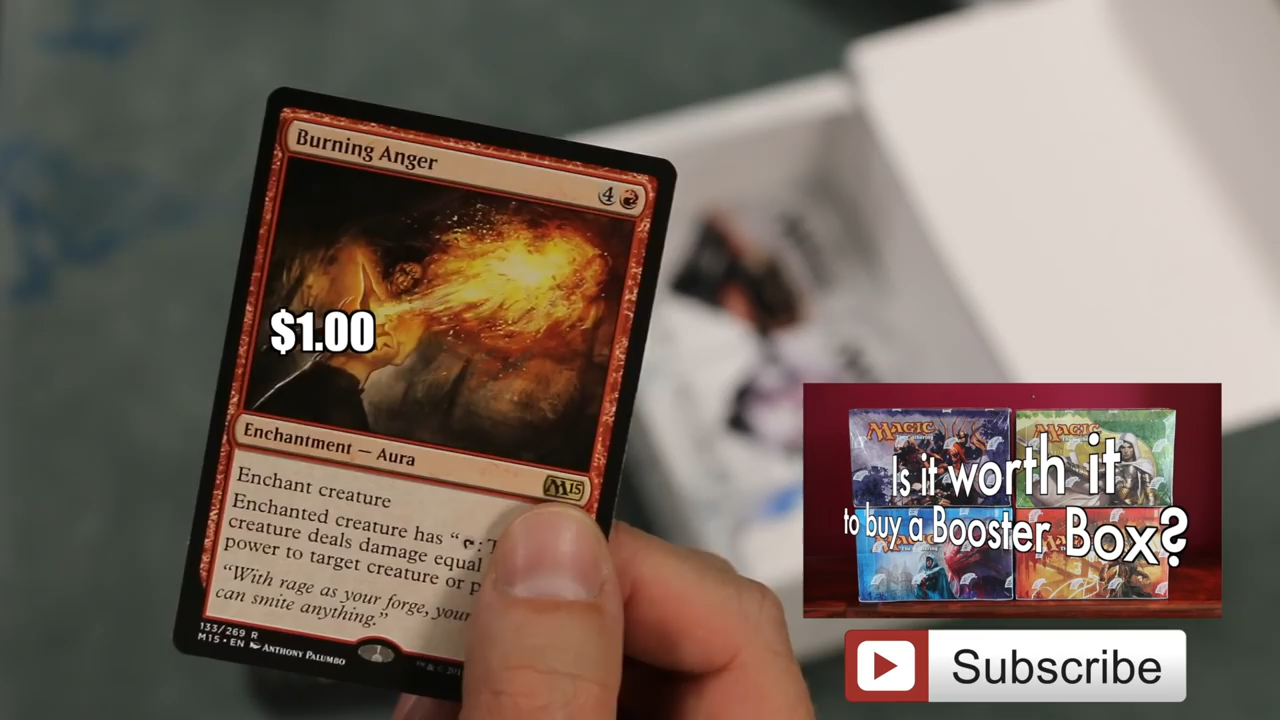 Burning Anger
4
$1.00
Enchantment — Aura
M15
Enchant creature
Enchanted creature has “
creature deals damage equal
power to target creature or
“With rage as your forge, your
can smite anything.”
133/269 R
M15 • EN ANTHONY PALUMBO
MAGIC
Is it worth it
to buy a Booster Box?
Subscribe